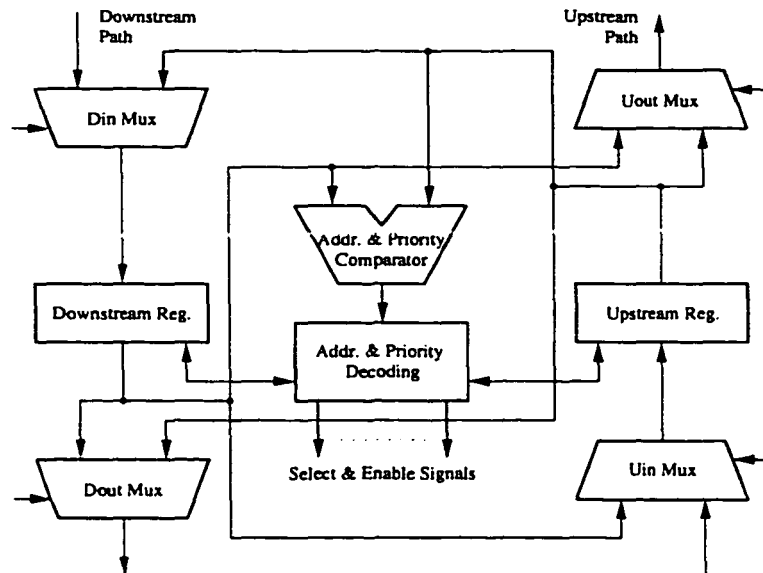 Downstream
Path
Upstream
Path
Din Mux
Uout Mux
Addr. & Priority
Comparator
Downstream Reg.
Upstream Reg.
Addr. & Priority
Decoding
Select & Enable Signals
Dout Mux
Uin Mux